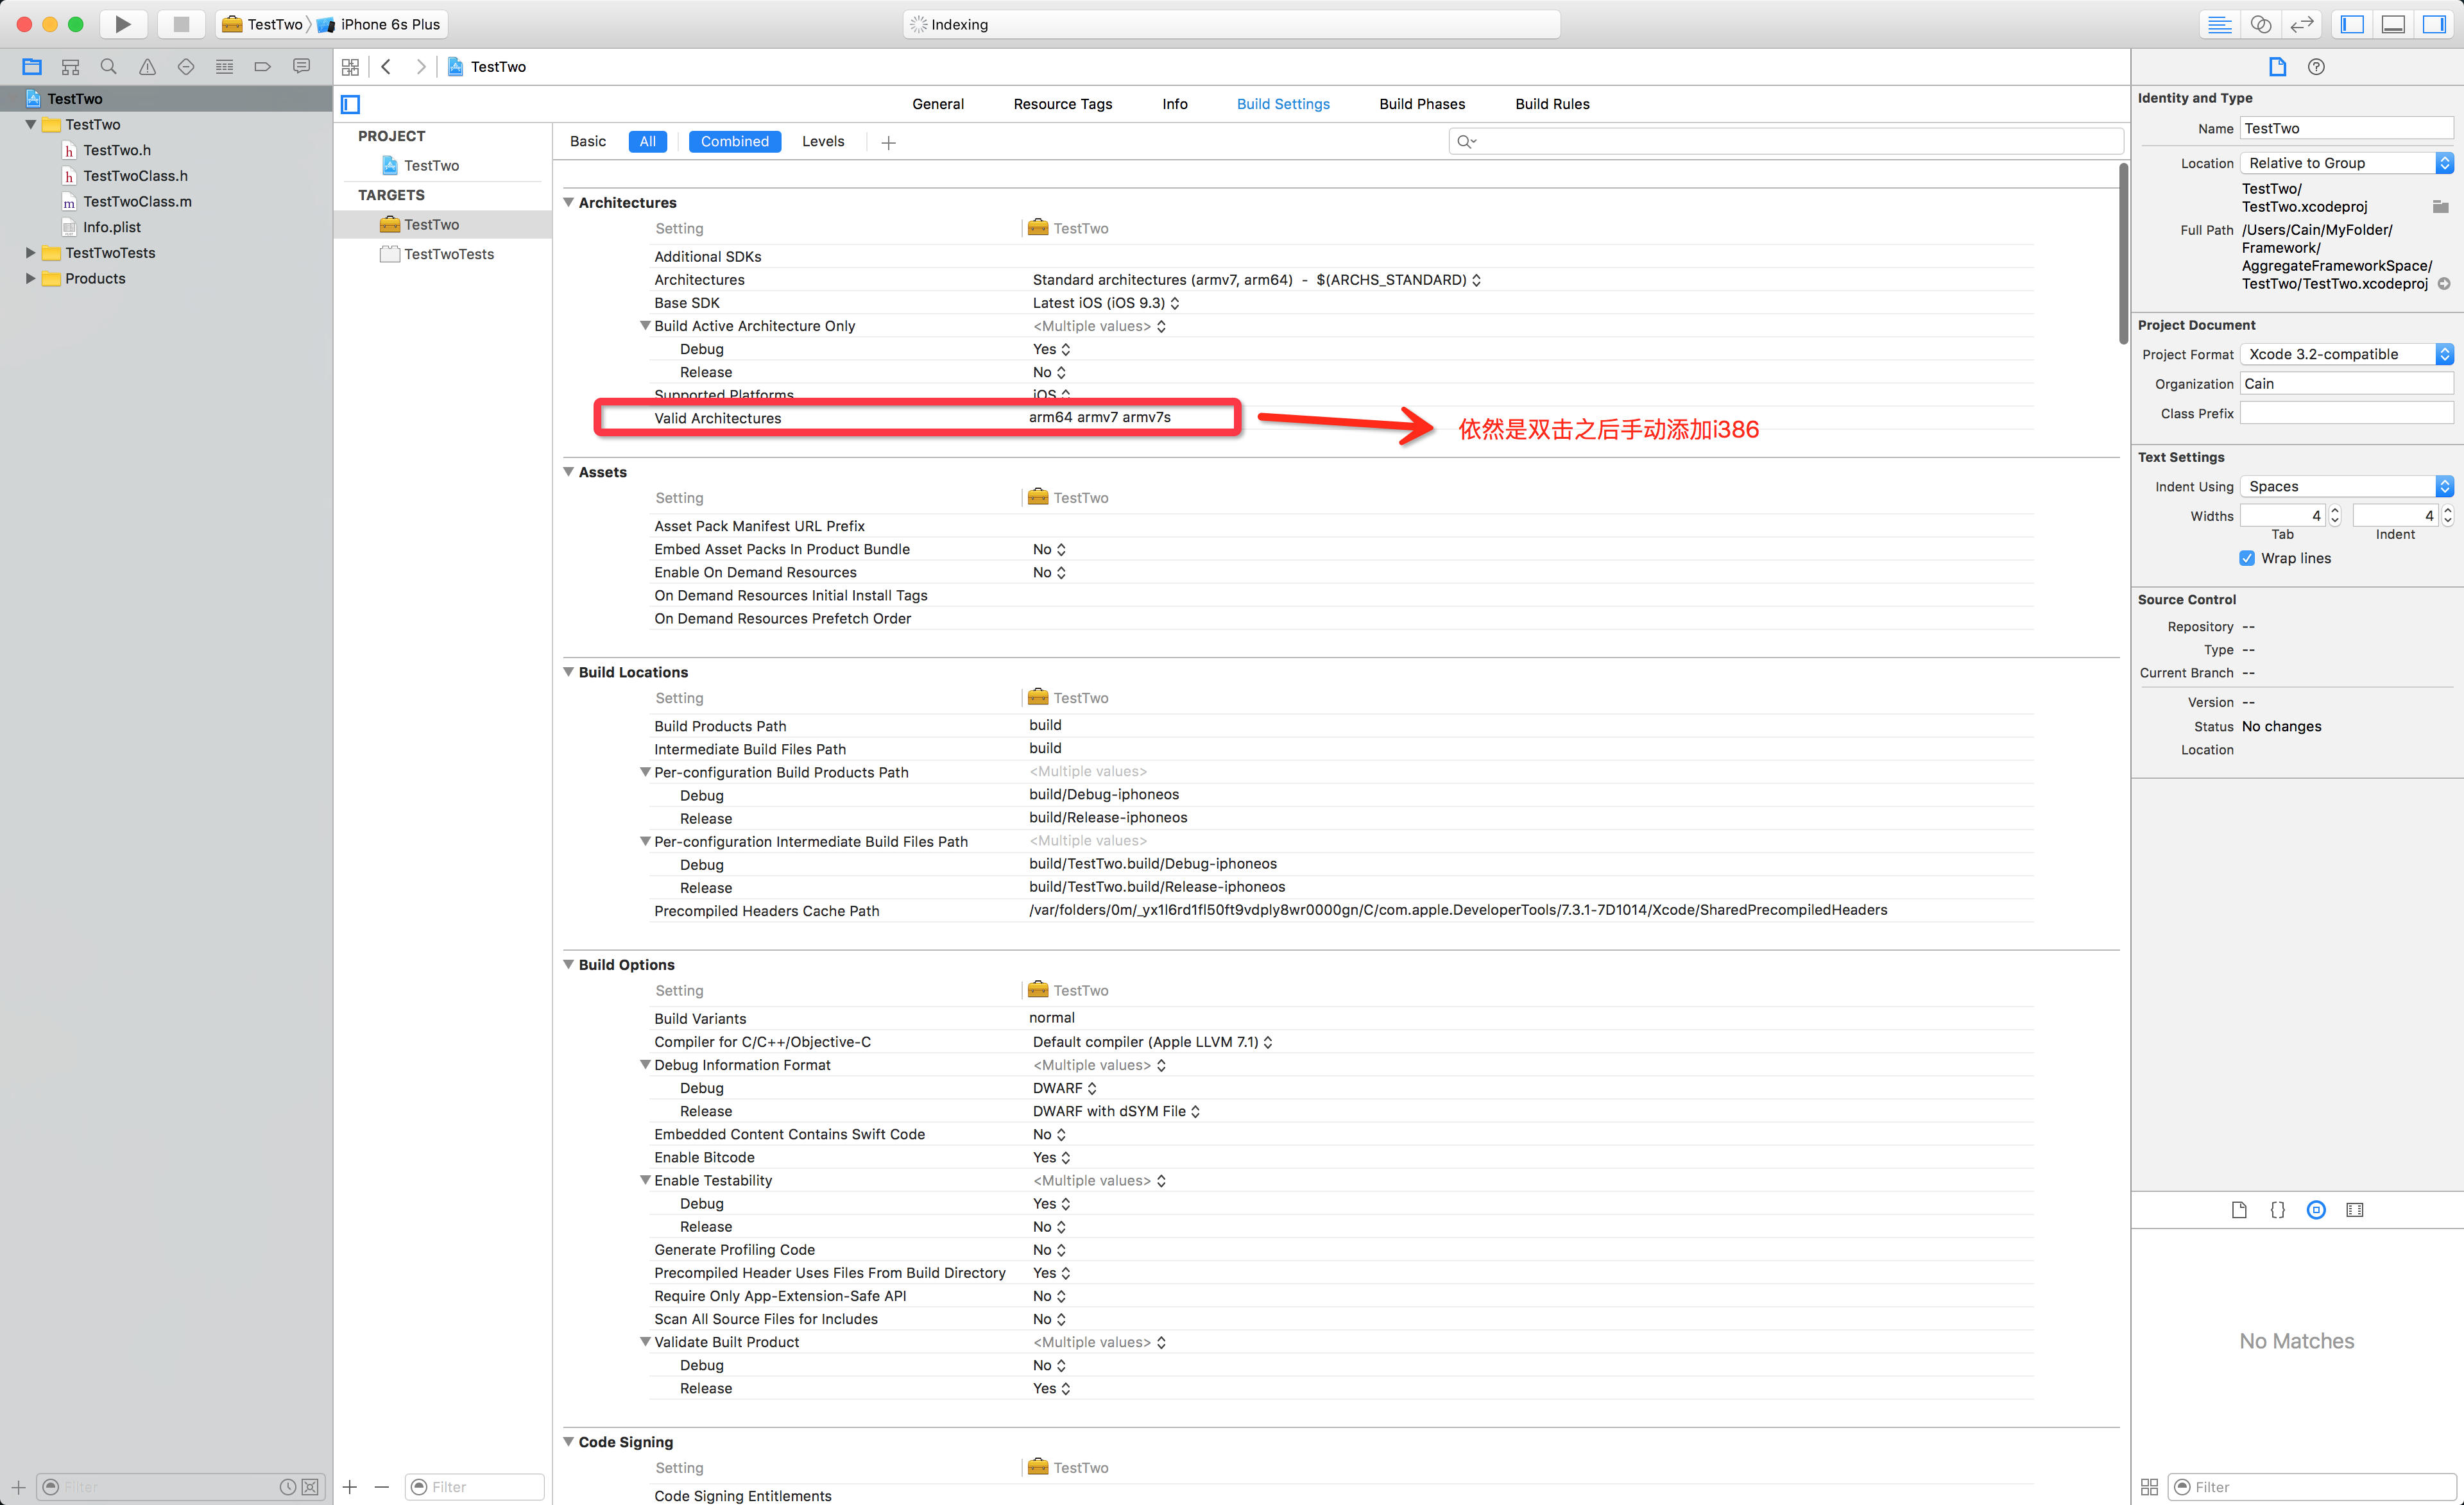 TestTwo 〉 iPhone 6s Plus
Indexing
TestTwo
TestTwo
TestTwo.h
TestTwoClass.h
TestTwoClass.m
Info.plist
TestTwoTests
Products
Filter
TestTwo
General Resource Tags Info Build Settings Build Phases Build Rules
PROJECT
TestTwo
TARGETS
TestTwo
TestTwoTests
Filter
Basic All Combined Levels
Architectures
Setting TestTwo
Additional SDKs
Architectures Standard architectures (armv7, arm64) - $(ARCHS_STANDARD)
Base SDK Latest iOS (iOS 9.3)
Build Active Architecture Only <Multiple values>
Debug Yes
Release No
Supported Platforms iOS
Valid Architectures arm64 armv7 armv7s
依然是双击之后手动添加i386
Assets
Setting TestTwo
Asset Pack Manifest URL Prefix
Embed Asset Packs In Product Bundle No
Enable On Demand Resources No
On Demand Resources Initial Install Tags
On Demand Resources Prefetch Order
Build Locations
Setting TestTwo
Build Products Path build
Intermediate Build Files Path build
Per-configuration Build Products Path <Multiple values>
Debug build/Debug-iphoneos
Release build/Release-iphoneos
Per-configuration Intermediate Build Files Path <Multiple values>
Debug build/TestTwo.build/Debug-iphoneos
Release build/TestTwo.build/Release-iphoneos
Precompiled Headers Cache Path /var/folders/0m/_yx1l6rd1fl50ft9vdply8wr0000gn/C/com.apple.DeveloperTools/7.3.1-7D1014/Xcode/SharedPrecompiledHeaders
Build Options
Setting TestTwo
Build Variants normal
Compiler for C/C++/Objective-C Default compiler (Apple LLVM 7.1)
Debug Information Format <Multiple values>
Debug DWARF
Release DWARF with dSYM File
Embedded Content Contains Swift Code No
Enable Bitcode Yes
Enable Testability <Multiple values>
Debug Yes
Release No
Generate Profiling Code No
Precompiled Header Uses Files From Build Directory Yes
Require Only App-Extension-Safe API No
Scan All Source Files for Includes No
Validate Built Product <Multiple values>
Debug No
Release Yes
Code Signing
Setting TestTwo
Code Signing Entitlements
Identity and Type
Name TestTwo
Location Relative to Group
TestTwo/
TestTwo.xcodeproj
Full Path /Users/Cain/MyFolder/
Framework/
AggregateFrameworkSpace/
TestTwo/TestTwo.xcodeproj
Project Document
Project Format Xcode 3.2-compatible
Organization Cain
Class Prefix
Text Settings
Indent Using Spaces
Widths 4 4
Tab Indent
Wrap lines
Source Control
Repository --
Type --
Current Branch --
Version --
Status No changes
Location
No Matches
Filter